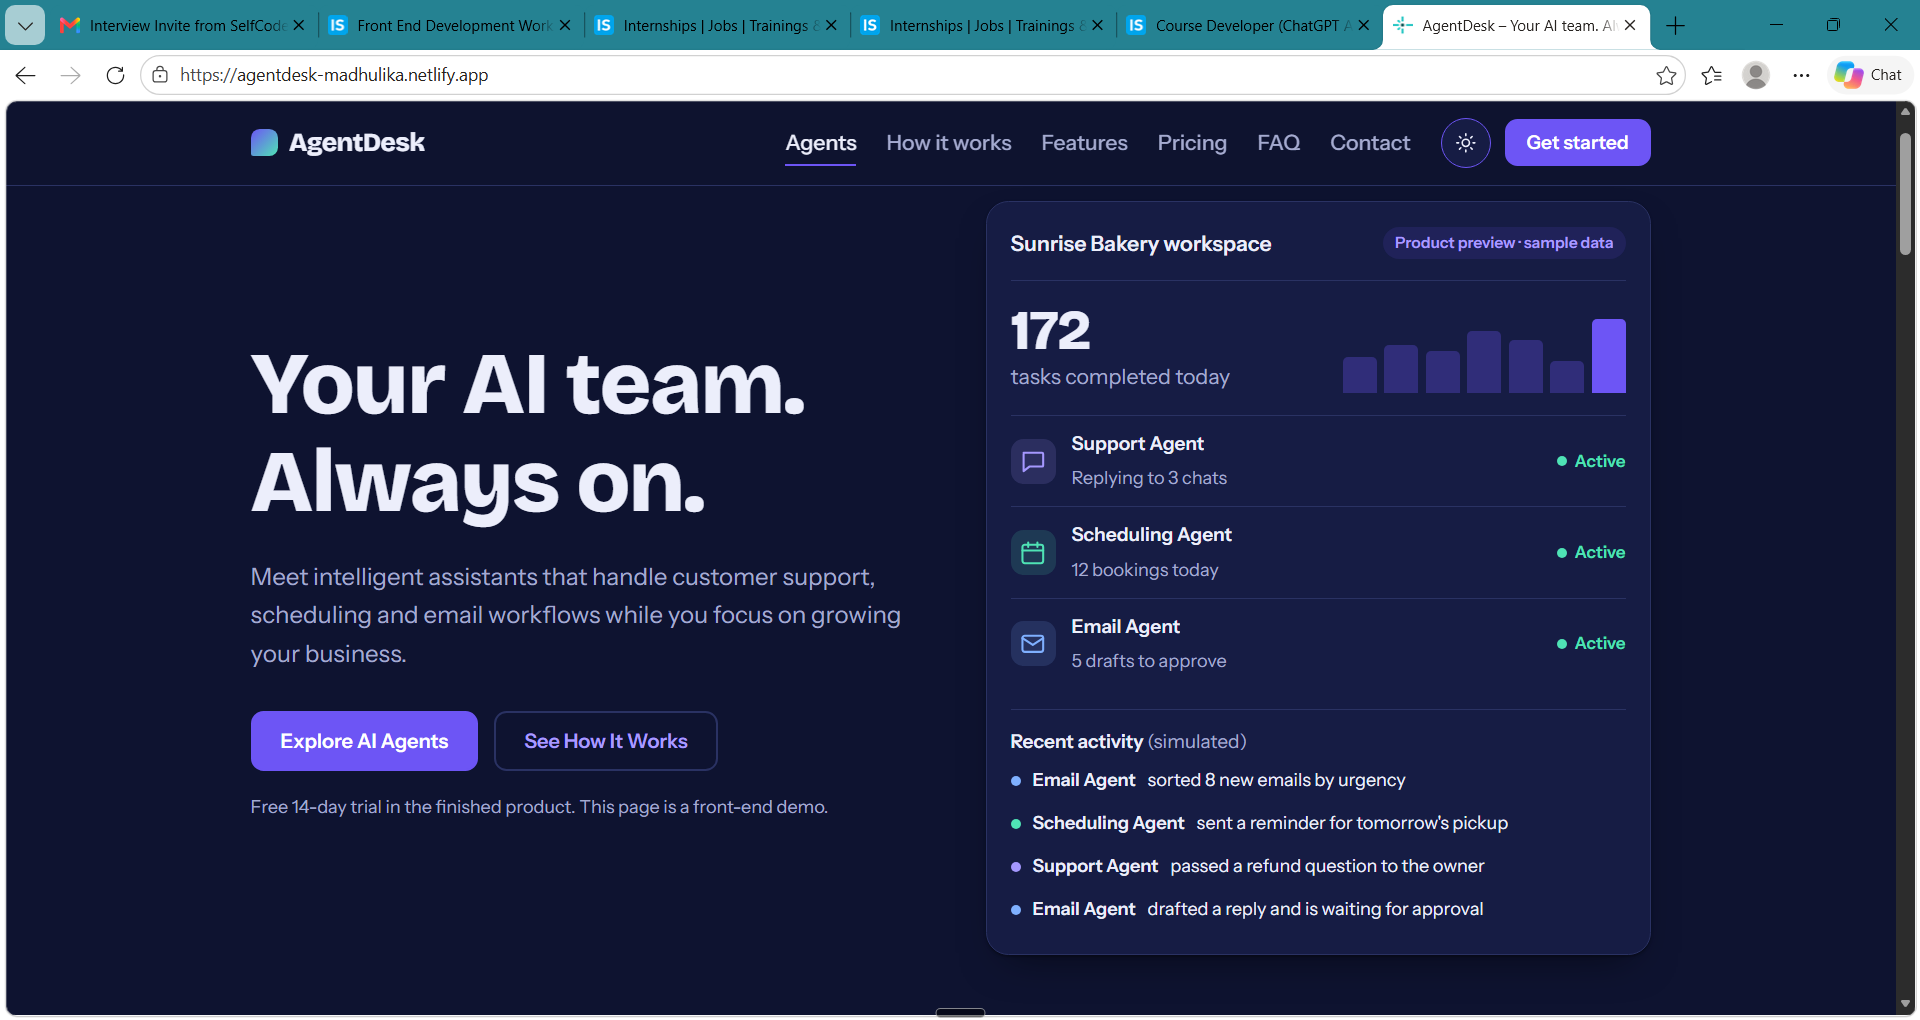 Interview Invite from SelfCode
Front End Development Work
Internships | Jobs | Trainings &
Internships | Jobs | Trainings &
Course Developer (ChatGPT A
AgentDesk – Your AI team. Al
https://agentdesk-madhulika.netlify.app
Chat
AgentDesk
Agents
How it works
Features
Pricing
FAQ
Contact
Get started
Your AI team.
Always on.
Meet intelligent assistants that handle customer support,
scheduling and email workflows while you focus on growing
your business.
Explore AI Agents
See How It Works
Free 14-day trial in the finished product. This page is a front-end demo.
Sunrise Bakery workspace
Product preview · sample data
172
tasks completed today
Support Agent
Replying to 3 chats
Active
Scheduling Agent
12 bookings today
Active
Email Agent
5 drafts to approve
Active
Recent activity (simulated)
Email Agent sorted 8 new emails by urgency
Scheduling Agent sent a reminder for tomorrow's pickup
Support Agent passed a refund question to the owner
Email Agent drafted a reply and is waiting for approval